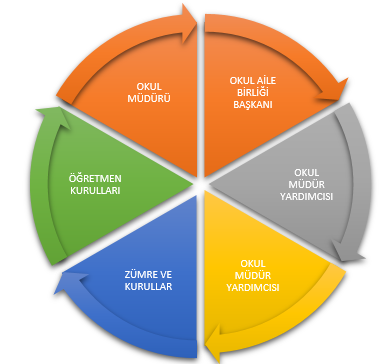 OKUL
MÜDÜRÜ
OKUL AİLE
BİRLİĞİ
BAŞKANI
OKUL
MÜDÜR
YARDIMCISI
OKUL
MÜDÜR
YARDIMCISI
ZÜMRE VE
KURULLAR
ÖĞRETMEN
KURULLARI